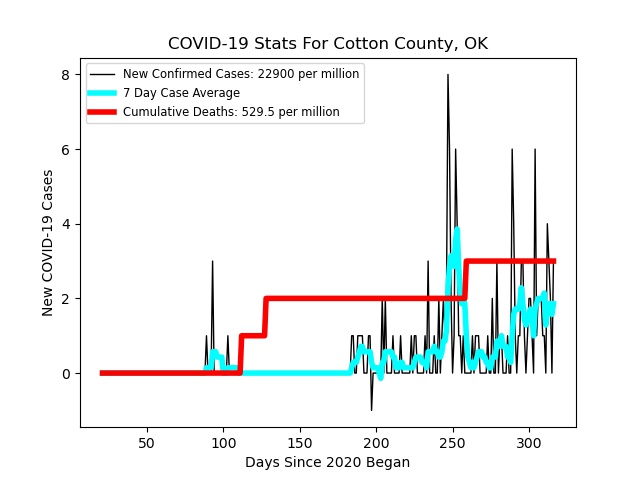 COVID-19 Stats For Cotton County, OK
New Confirmed Cases: 22900 per million
7 Day Case Average
Cumulative Deaths: 529.5 per million
New COVID-19 Cases
8
6
4
2
0
50 100 150 200 250 300
Days Since 2020 Began